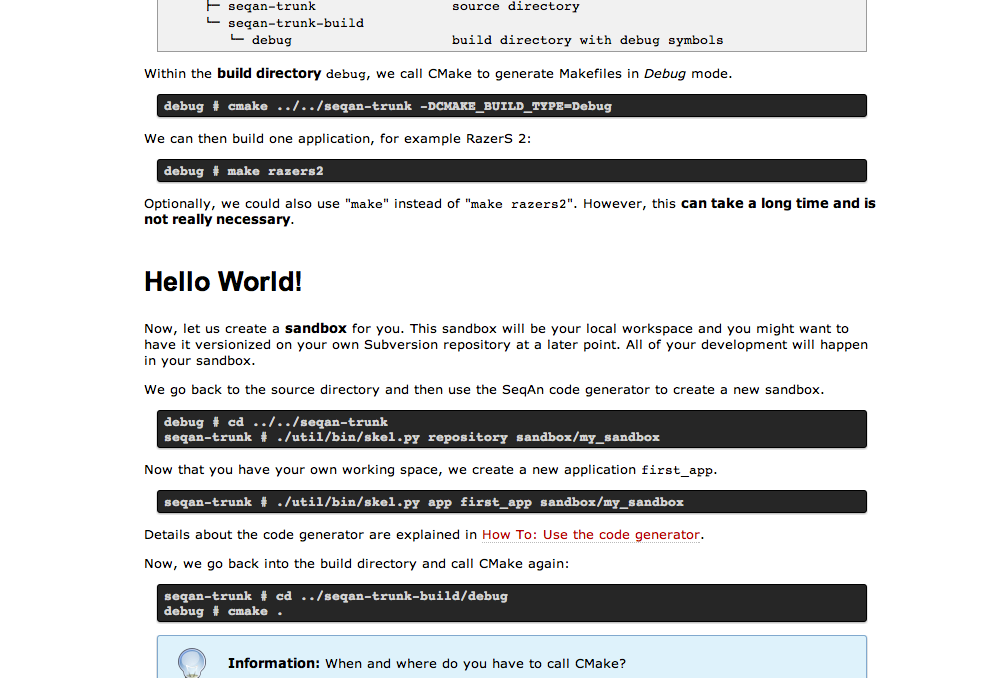 ├─ seqan-trunk source directory
└─ seqan-trunk-build
└─ debug build directory with debug symbols
Within the build directory debug, we call CMake to generate Makefiles in Debug mode.
debug # cmake ../../seqan-trunk -DCMAKE_BUILD_TYPE=Debug
We can then build one application, for example RazerS 2:
debug # make razers2
Optionally, we could also use "make" instead of "make razers2". However, this can take a long time and is
not really necessary.
Hello World!
Now, let us create a sandbox for you. This sandbox will be your local workspace and you might want to
have it versionized on your own Subversion repository at a later point. All of your development will happen
in your sandbox.
We go back to the source directory and then use the SeqAn code generator to create a new sandbox.
debug # cd ../../seqan-trunk
seqan-trunk # ./util/bin/skel.py repository sandbox/my_sandbox
Now that you have your own working space, we create a new application first_app.
seqan-trunk # ./util/bin/skel.py app first_app sandbox/my_sandbox
Details about the code generator are explained in How To: Use the code generator.
Now, we go back into the build directory and call CMake again:
seqan-trunk # cd ../seqan-trunk-build/debug
debug # cmake .
Information: When and where do you have to call CMake?